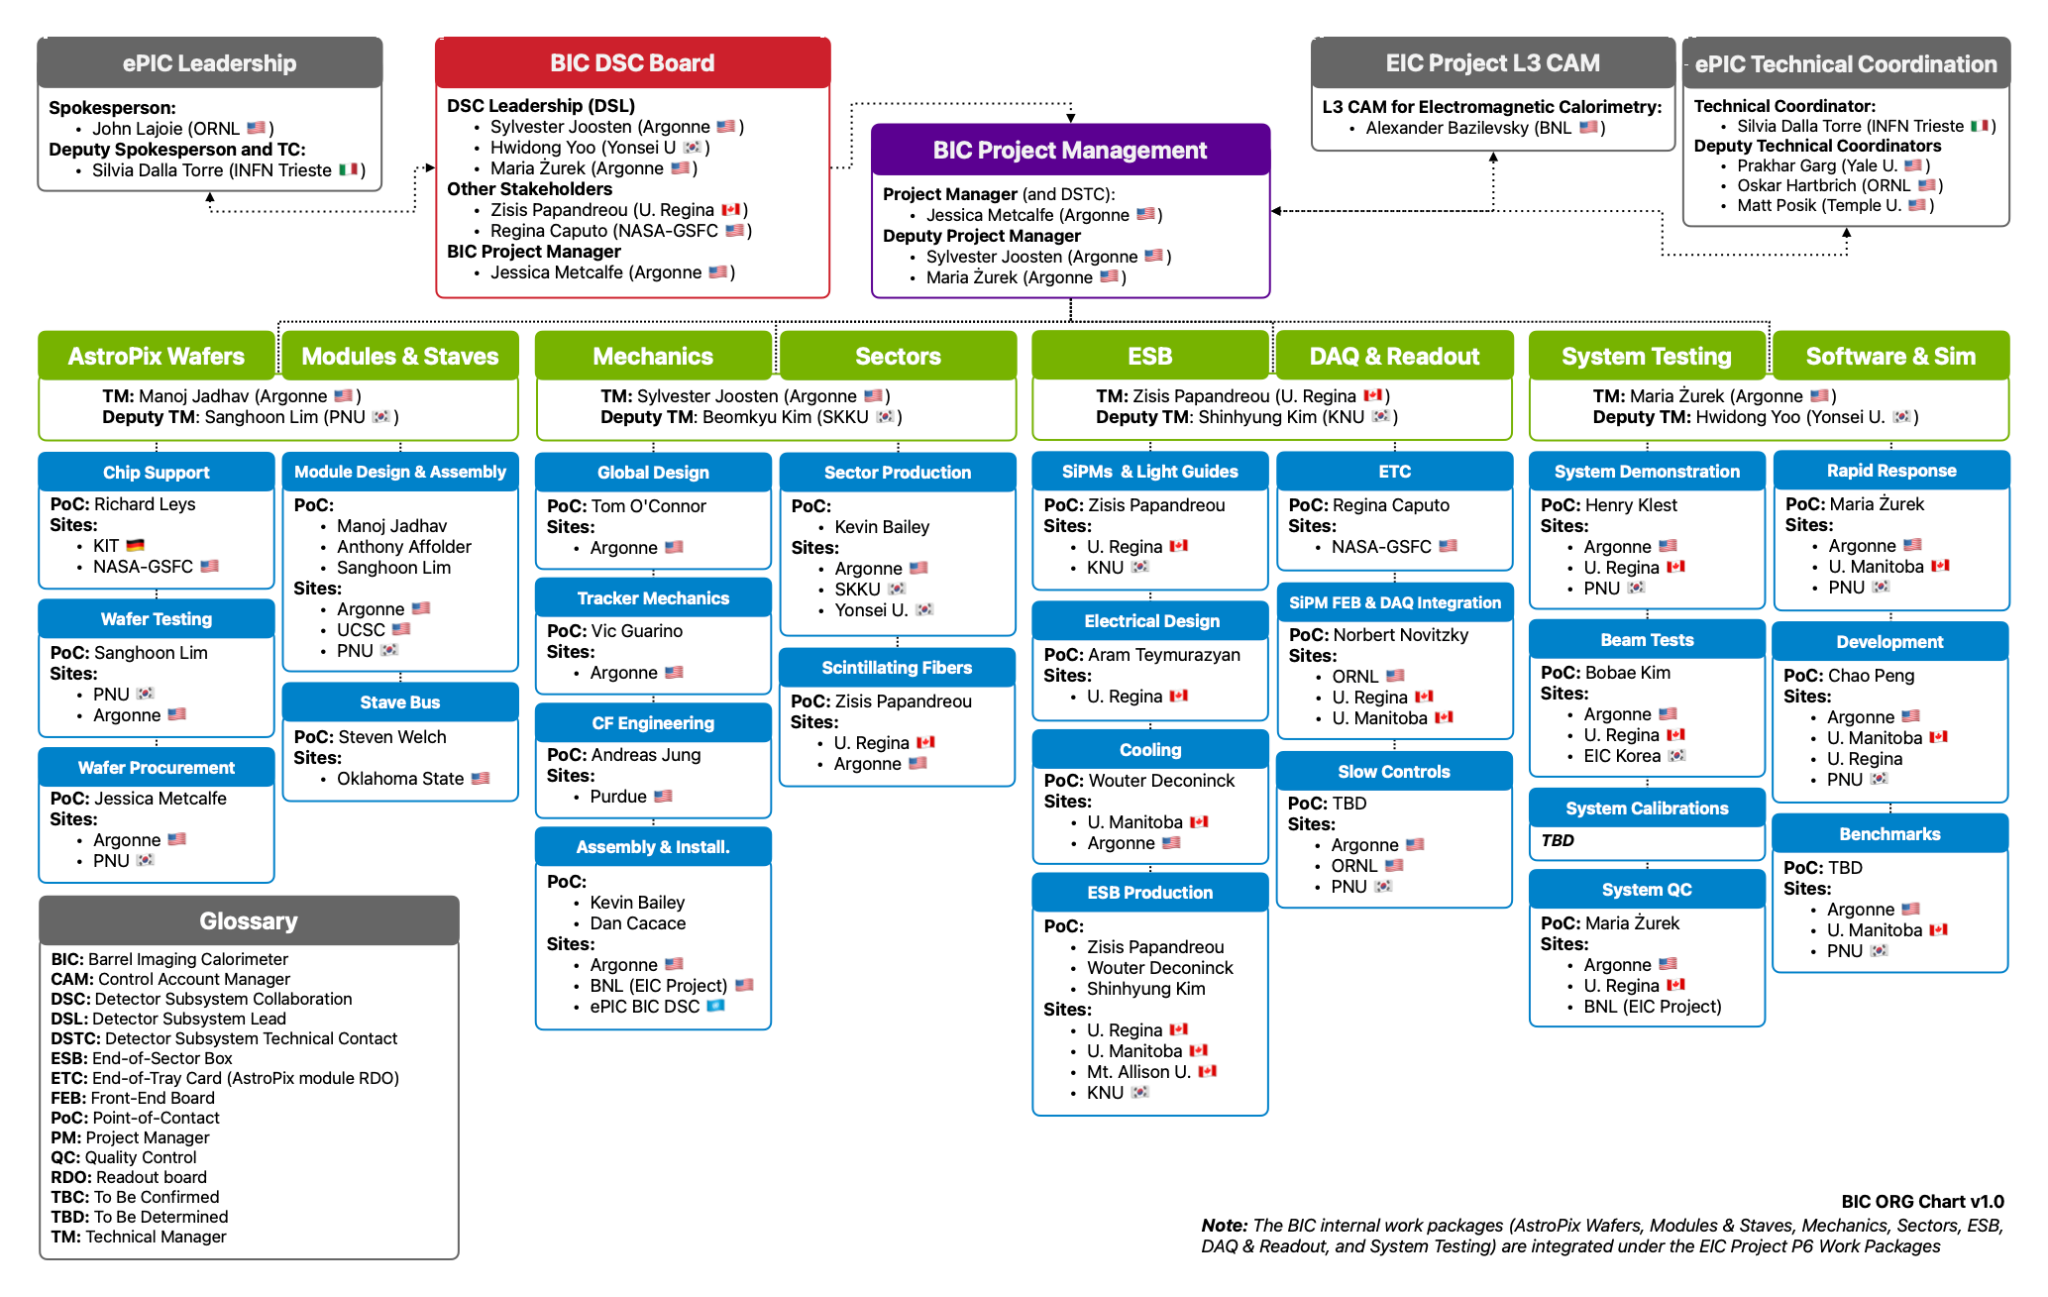 ePIC Leadership
Spokesperson:
• John Lajoie (ORNL 🇺🇸)
Deputy Spokesperson and TC:
• Silvia Dalla Torre (INFN Trieste 🇮🇹)
BIC DSC Board
DSC Leadership (DSL)
• Sylvester Joosten (Argonne 🇺🇸)
• Hwidong Yoo (Yonsei U 🇰🇷)
• Maria Żurek (Argonne 🇺🇸)
Other Stakeholders
• Zisis Papandreou (U. Regina 🇨🇦)
• Regina Caputo (NASA-GSFC 🇺🇸)
BIC Project Manager
• Jessica Metcalfe (Argonne 🇺🇸)
BIC Project Management
Project Manager (and DSTC):
• Jessica Metcalfe (Argonne 🇺🇸)
Deputy Project Manager
• Sylvester Joosten (Argonne 🇺🇸)
• Maria Żurek (Argonne 🇺🇸)
EIC Project L3 CAM
L3 CAM for Electromagnetic Calorimetry:
• Alexander Bazilevsky (BNL 🇺🇸)
ePIC Technical Coordination
Technical Coordinator:
• Silvia Dalla Torre (INFN Trieste 🇮🇹)
Deputy Technical Coordinators
• Prakhar Garg (Yale U. 🇺🇸)
• Oskar Hartbrich (ORNL 🇺🇸)
• Matt Posik (Temple U. 🇺🇸)
AstroPix Wafers
Modules & Staves
TM: Manoj Jadhav (Argonne 🇺🇸)
Deputy TM: Sanghoon Lim (PNU 🇰🇷)
Chip Support
PoC: Richard Leys
Sites:
• KIT 🇩🇪
• NASA-GSFC 🇺🇸
Wafer Testing
PoC: Sanghoon Lim
Sites:
• PNU 🇰🇷
• Argonne 🇺🇸
Wafer Procurement
PoC: Jessica Metcalfe
Sites:
• Argonne 🇺🇸
• PNU 🇰🇷
Module Design & Assembly
PoC:
• Manoj Jadhav
• Anthony Affolder
• Sanghoon Lim
Sites:
• Argonne 🇺🇸
• UCSC 🇺🇸
• PNU 🇰🇷
Stave Bus
PoC: Steven Welch
Sites:
• Oklahoma State 🇺🇸
Mechanics
Sectors
TM: Sylvester Joosten (Argonne 🇺🇸)
Deputy TM: Beomkyu Kim (SKKU 🇰🇷)
Global Design
PoC: Tom O'Connor
Sites:
• Argonne 🇺🇸
Tracker Mechanics
PoC: Vic Guarino
Sites:
• Argonne 🇺🇸
CF Engineering
PoC: Andreas Jung
Sites:
• Purdue 🇺🇸
Assembly & Install.
PoC:
• Kevin Bailey
• Dan Cacace
Sites:
• Argonne 🇺🇸
• BNL (EIC Project) 🇺🇸
• ePIC BIC DSC 🇺🇳
Sector Production
PoC:
• Kevin Bailey
Sites:
• Argonne 🇺🇸
• SKKU 🇰🇷
• Yonsei U. 🇰🇷
Scintillating Fibers
PoC: Zisis Papandreou
Sites:
• U. Regina 🇨🇦
• Argonne 🇺🇸
ESB
DAQ & Readout
TM: Zisis Papandreou (U. Regina 🇨🇦)
Deputy TM: Shinhyung Kim (KNU 🇰🇷)
SiPMs & Light Guides
PoC: Zisis Papandreou
Sites:
• U. Regina 🇨🇦
• KNU 🇰🇷
Electrical Design
PoC: Aram Teymurazyan
Sites:
• U. Regina 🇨🇦
Cooling
PoC: Wouter Deconinck
Sites:
• U. Manitoba 🇨🇦
• Argonne 🇺🇸
ESB Production
PoC:
• Zisis Papandreou
• Wouter Deconinck
• Shinhyung Kim
Sites:
• U. Regina 🇨🇦
• U. Manitoba 🇨🇦
• Mt. Allison U. 🇨🇦
• KNU 🇰🇷
ETC
PoC: Regina Caputo
Sites:
• NASA-GSFC 🇺🇸
SiPM FEB & DAQ Integration
PoC: Norbert Novitzky
Sites:
• ORNL 🇺🇸
• U. Regina 🇨🇦
• U. Manitoba 🇨🇦
Slow Controls
PoC: TBD
Sites:
• Argonne 🇺🇸
• ORNL 🇺🇸
• PNU 🇰🇷
System Testing
Software & Sim
TM: Maria Żurek (Argonne 🇺🇸)
Deputy TM: Hwidong Yoo (Yonsei U. 🇰🇷)
System Demonstration
PoC: Henry Klest
Sites:
• Argonne 🇺🇸
• U. Regina 🇨🇦
• PNU 🇰🇷
Beam Tests
PoC: Bobae Kim
Sites:
• Argonne 🇺🇸
• U. Regina 🇨🇦
• EIC Korea 🇰🇷
System Calibrations
TBD
System QC
PoC: Maria Żurek
Sites:
• Argonne 🇺🇸
• U. Regina 🇨🇦
• BNL (EIC Project)
Rapid Response
PoC: Maria Żurek
Sites:
• Argonne 🇺🇸
• U. Manitoba 🇨🇦
• PNU 🇰🇷
Development
PoC: Chao Peng
Sites:
• Argonne 🇺🇸
• U. Manitoba 🇨🇦
• U. Regina
• PNU 🇰🇷
Benchmarks
PoC: TBD
Sites:
• Argonne 🇺🇸
• U. Manitoba 🇨🇦
• PNU 🇰🇷
Glossary
BIC: Barrel Imaging Calorimeter
CAM: Control Account Manager
DSC: Detector Subsystem Collaboration
DSL: Detector Subsystem Lead
DSTC: Detector Subsystem Technical Contact
ESB: End-of-Sector Box
ETC: End-of-Tray Card (AstroPix module RDO)
FEB: Front-End Board
PoC: Point-of-Contact
PM: Project Manager
QC: Quality Control
RDO: Readout board
TBC: To Be Confirmed
TBD: To Be Determined
TM: Technical Manager
BIC ORG Chart v1.0
Note: The BIC internal work packages (AstroPix Wafers, Modules & Staves, Mechanics, Sectors, ESB,
DAQ & Readout, and System Testing) are integrated under the EIC Project P6 Work Packages